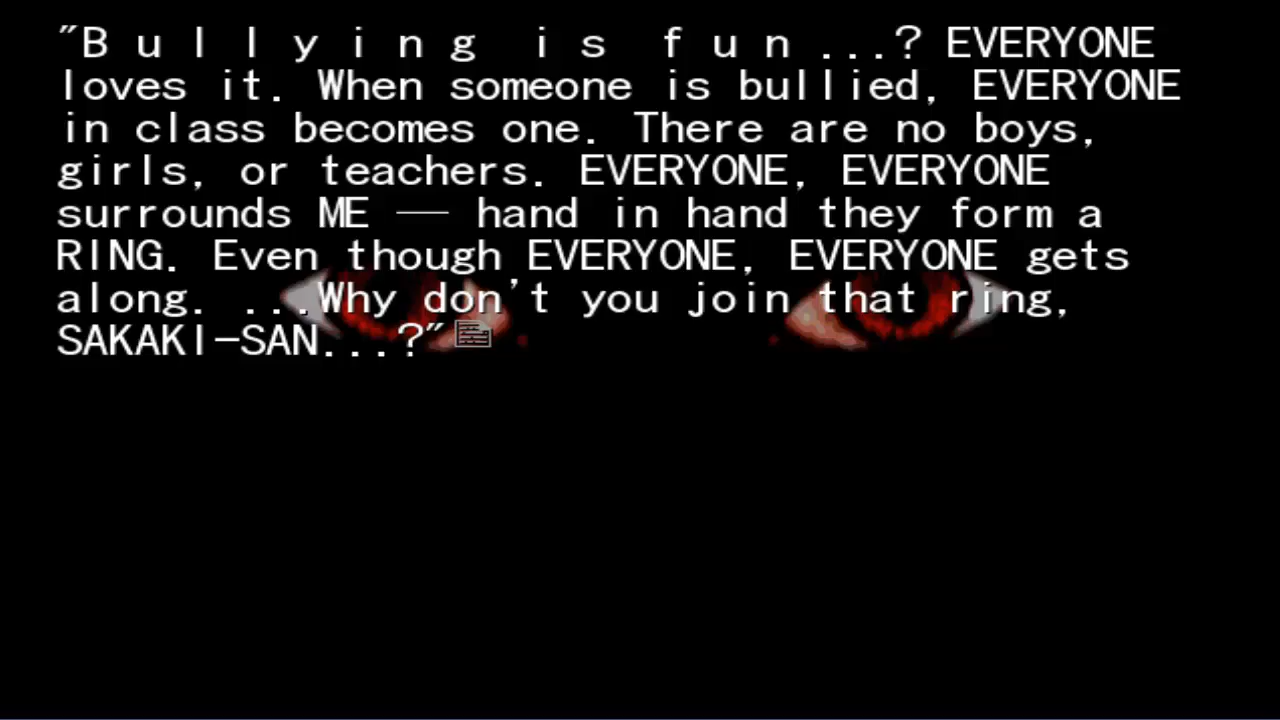 "B u l l y i n g  i s  f u n ...? EVERYONE
loves it. When someone is bullied, EVERYONE
in class becomes one. There are no boys,
girls, or teachers. EVERYONE, EVERYONE
surrounds ME ── hand in hand they form a
RING. Even though EVERYONE, EVERYONE gets
along. ...Why don't you join that ring,
SAKAKI-SAN...?"